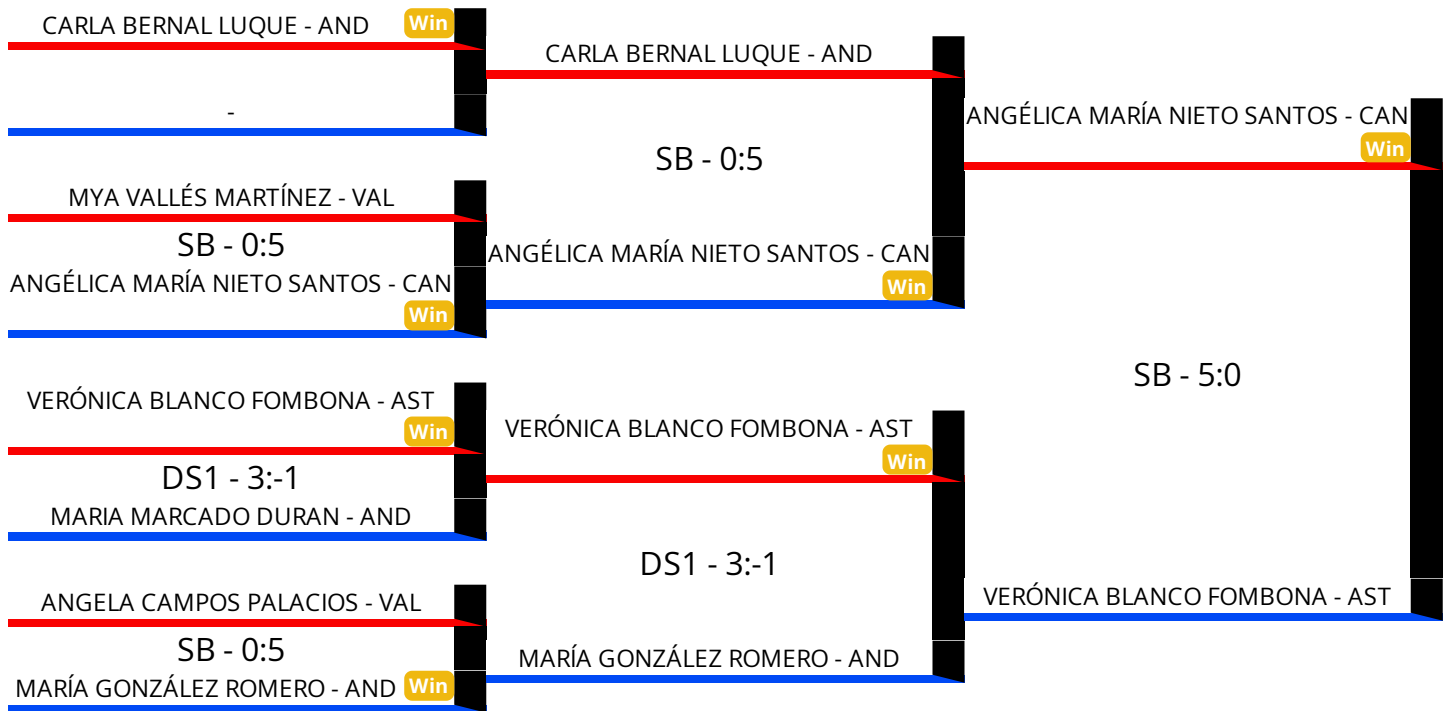 CARLA BERNAL LUQUE - AND
Win
-
MYA VALLÉS MARTÍNEZ - VAL
SB - 0:5
ANGÉLICA MARÍA NIETO SANTOS - CAN
Win
VERÓNICA BLANCO FOMBONA - AST
Win
DS1 - 3:-1
MARIA MARCADO DURAN - AND
ANGELA CAMPOS PALACIOS - VAL
SB - 0:5
MARÍA GONZÁLEZ ROMERO - AND
Win
CARLA BERNAL LUQUE - AND
SB - 0:5
ANGÉLICA MARÍA NIETO SANTOS - CAN
Win
VERÓNICA BLANCO FOMBONA - AST
Win
DS1 - 3:-1
MARÍA GONZÁLEZ ROMERO - AND
ANGÉLICA MARÍA NIETO SANTOS - CAN
Win
SB - 5:0
VERÓNICA BLANCO FOMBONA - AST